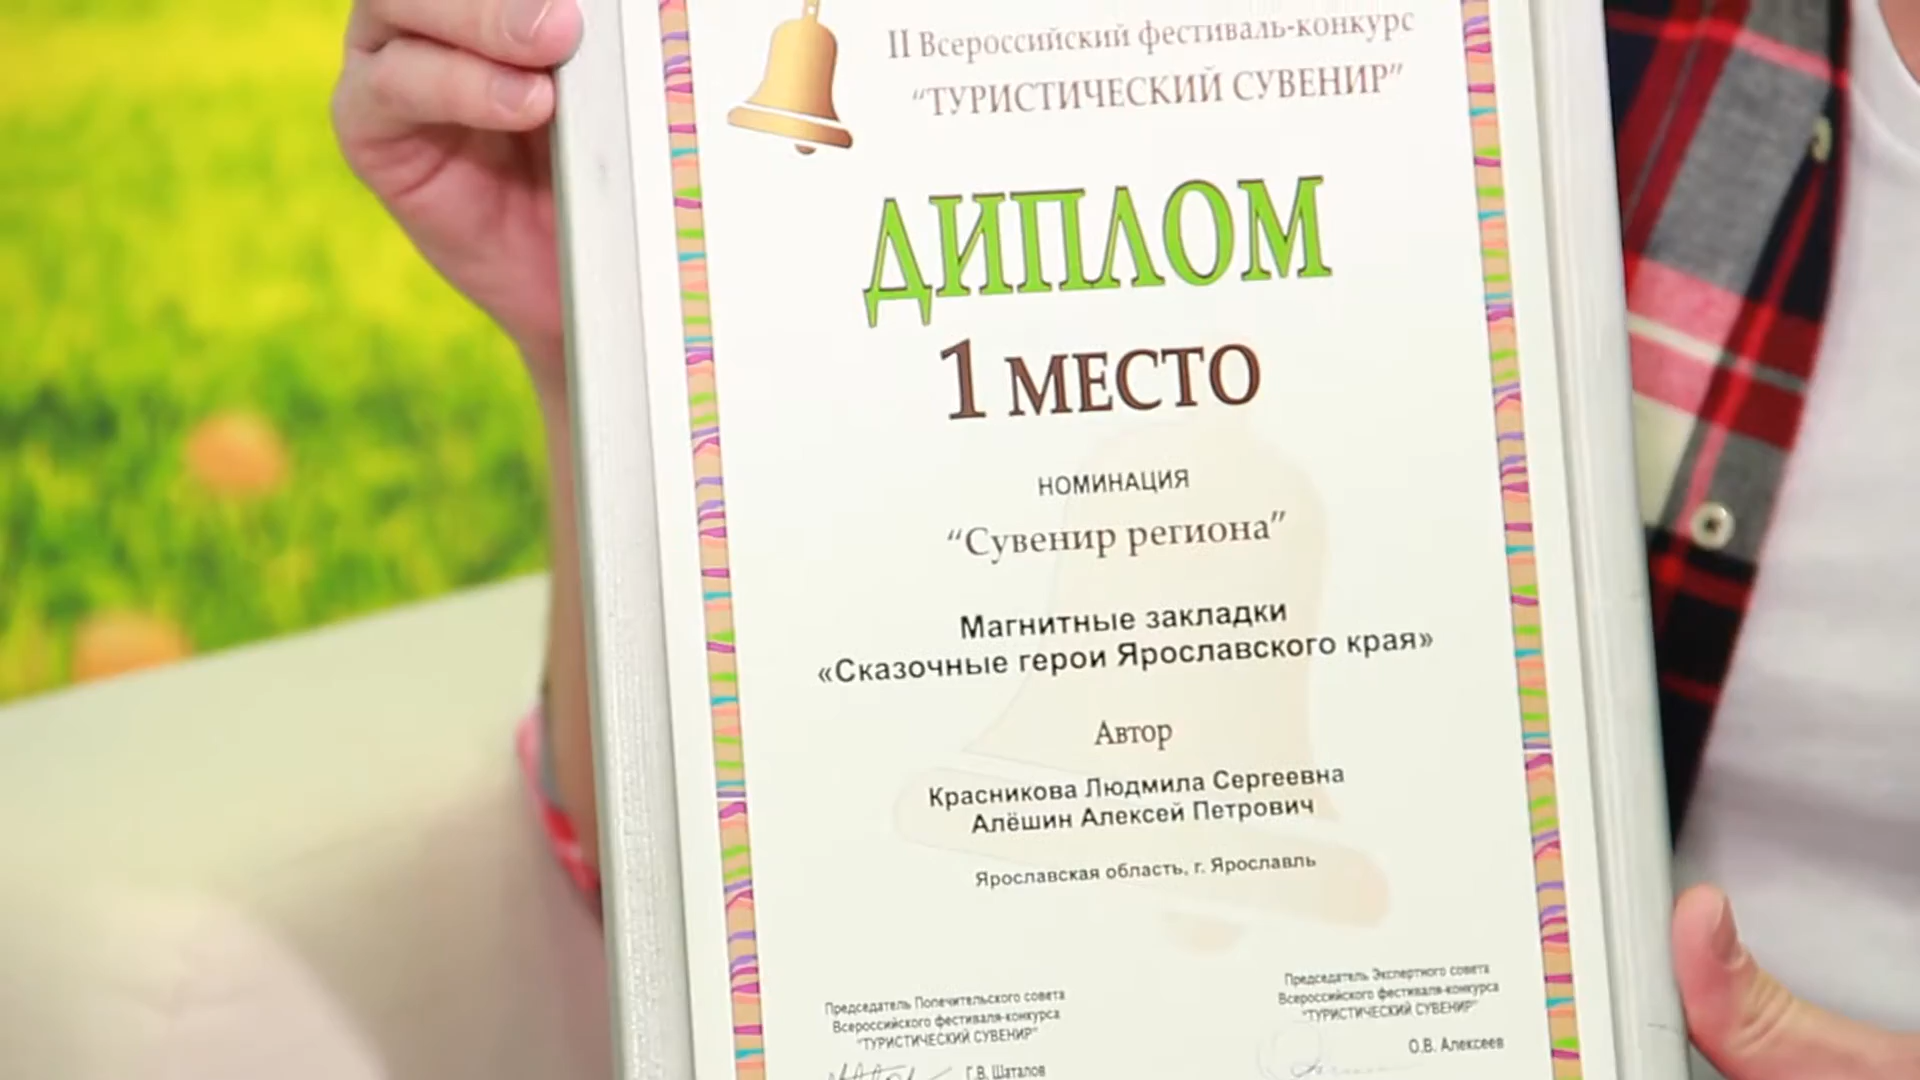 II Всероссийский фестиваль-конкурс
“ТУРИСТИЧЕСКИЙ СУВЕНИР”
ДИПЛОМ
1 МЕСТО
НОМИНАЦИЯ
“Сувенир региона”
Магнитные закладки
«Сказочные герои Ярославского края»
Автор
Красникова Людмила Сергеевна
Алёшин Алексей Петрович
Ярославская область, г. Ярославль
Председатель Попечительского совета
Всероссийского фестиваля-конкурса
"ТУРИСТИЧЕСКИЙ СУВЕНИР"
Г.В. Шаталов
Председатель Экспертного совета
Всероссийского фестиваля-конкурса
"ТУРИСТИЧЕСКИЙ СУВЕНИР"
О.В. Алексеев